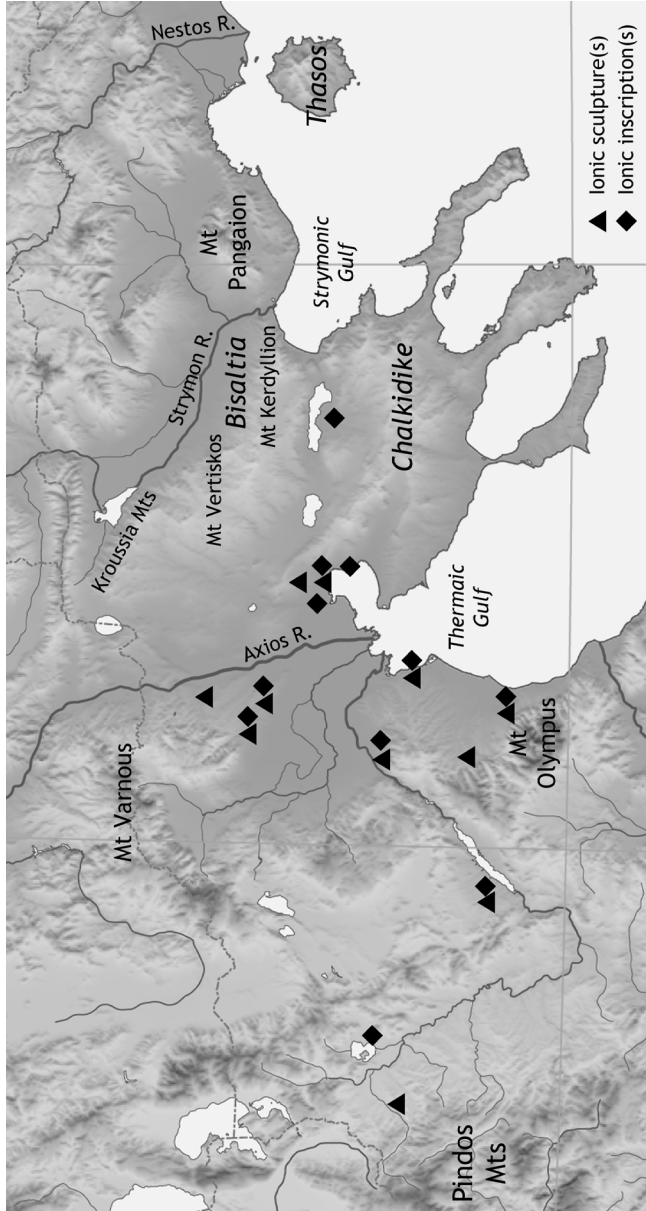 Nestos R.
Thasos
Mt
Pangaion
Strymonic
Gulf
Strymon R.
Bisaltia
Mt Kerdyllion
Mt Vertiskos
Kroussia Mts
Chalkidike
Axios R.
Thermaic
Gulf
Mt Varnous
Mt
Olympus
Pindos
Mts
Ionic sculpture(s)
Ionic inscription(s)